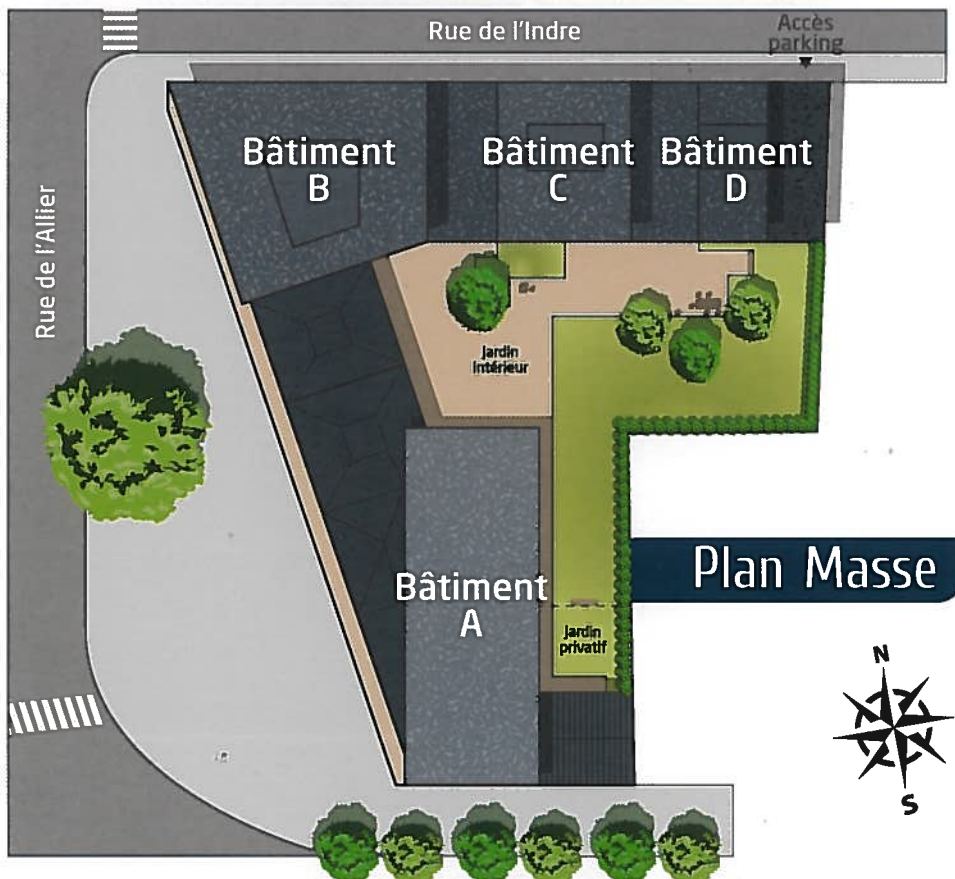 Rue de l'Indre
Accès
parking
Bâtiment
B
Bâtiment
C
Bâtiment
D
Rue de l'Allier
Jardin
intérieur
Plan Masse
Bâtiment
A
Jardin
privatif
N
S